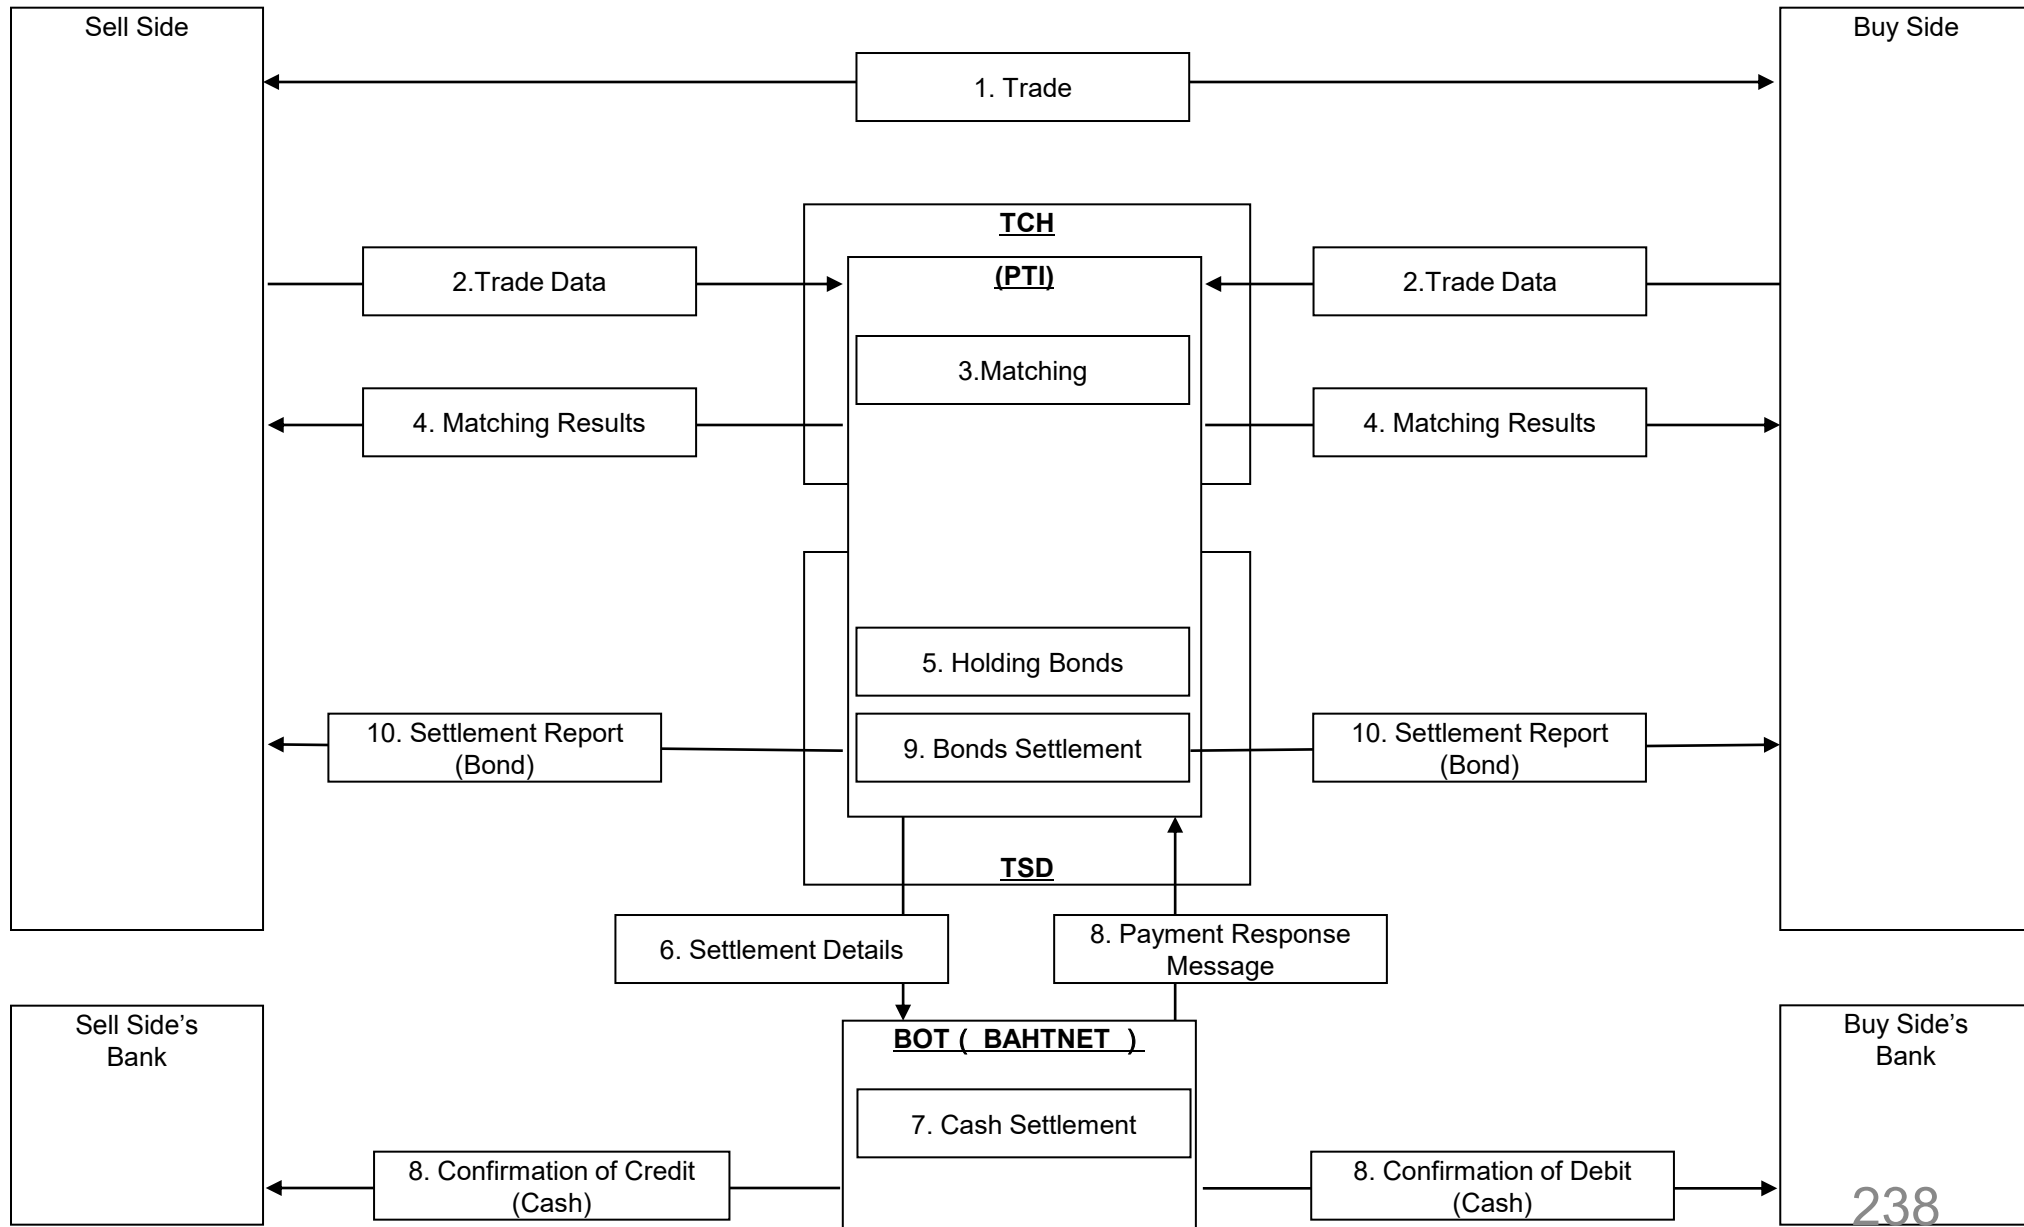 Sell Side
Buy Side
1. Trade
TCH
(PTI)
2.Trade Data
2.Trade Data
3.Matching
4. Matching Results
4. Matching Results
5. Holding Bonds
10. Settlement Report
(Bond)
9. Bonds Settlement
10. Settlement Report
(Bond)
TSD
6. Settlement Details
8. Payment Response
Message
Sell Side’s
Bank
BOT ( BAHTNET )
Buy Side’s
Bank
7. Cash Settlement
8. Confirmation of Credit
(Cash)
8. Confirmation of Debit
(Cash)
238